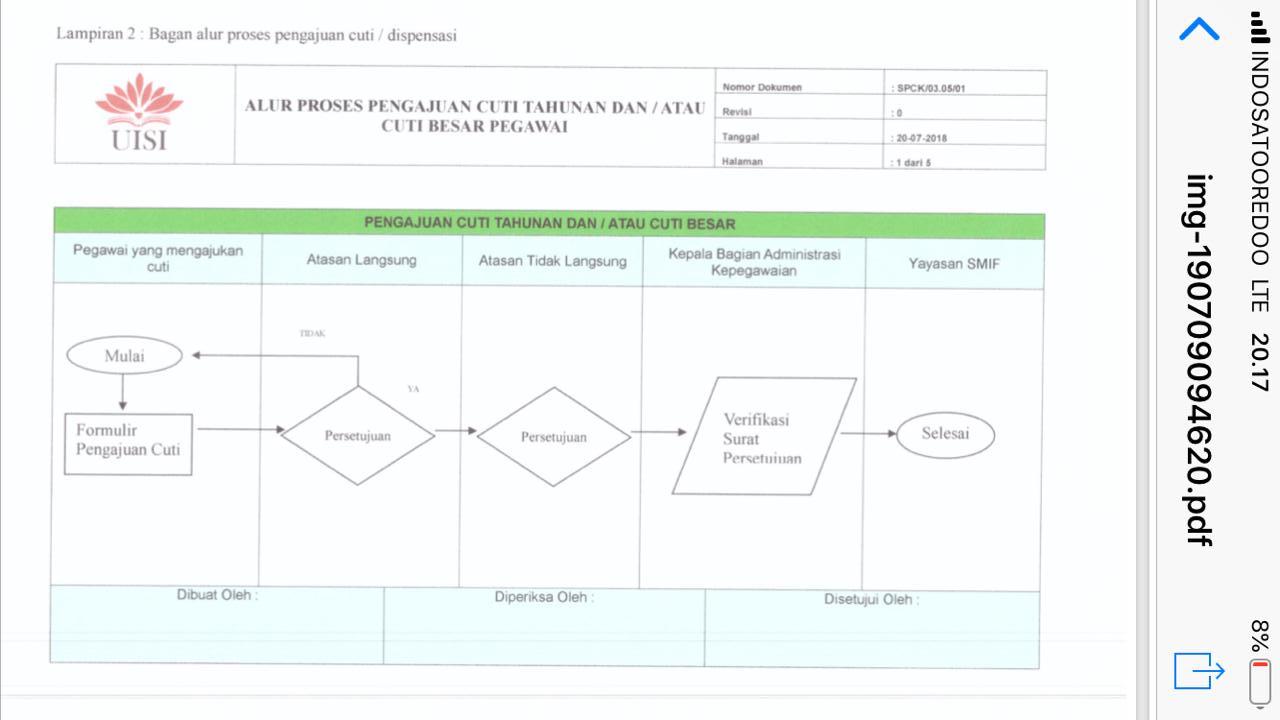 Lampiran 2 : Bagan alur proses pengajuan cuti / dispensasi
UISI
ALUR PROSES PENGAJUAN CUTI TAHUNAN DAN / ATAU
CUTI BESAR PEGAWAI
Nomor Dokumen : SPCK/03.05/01
Revisi : 0
Tanggal : 20-07-2018
Halaman : 1 dari 5
PENGAJUAN CUTI TAHUNAN DAN / ATAU CUTI BESAR
Pegawai yang mengajukan
cuti
Atasan Langsung
Atasan Tidak Langsung
Kepala Bagian Administrasi
Kepegawaian
Yayasan SMIF
Mulai
TIDAK
YA
Formulir
Pengajuan Cuti
Persetujuan
Persetujuan
Verifikasi
Surat
Persetujuan
Selesai
Dibuat Oleh :
Diperiksa Oleh :
Disetujui Oleh :
INDOSATOOREDOO LTE 20.17 8%
img-190709094620.pdf